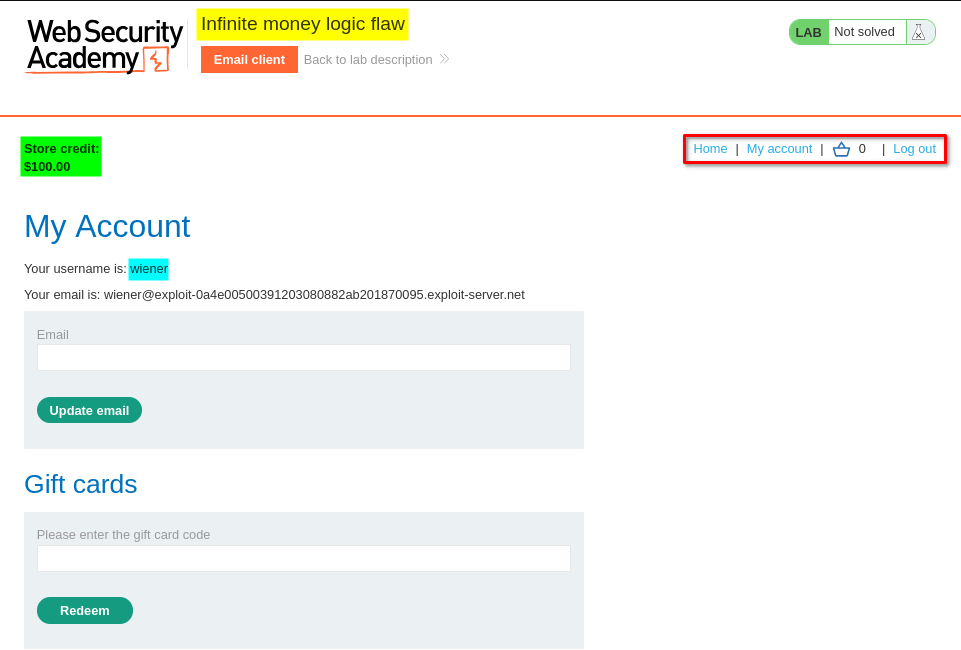 Web Security
Academy
Infinite money logic flaw
Email client
Back to lab description
LAB Not solved
Store credit:
$100.00
Home | My account | 0 | Log out
My Account
Your username is: wiener
Your email is: wiener@exploit-0a4e00500391203080882ab201870095.exploit-server.net
Email
Update email
Gift cards
Please enter the gift card code
Redeem